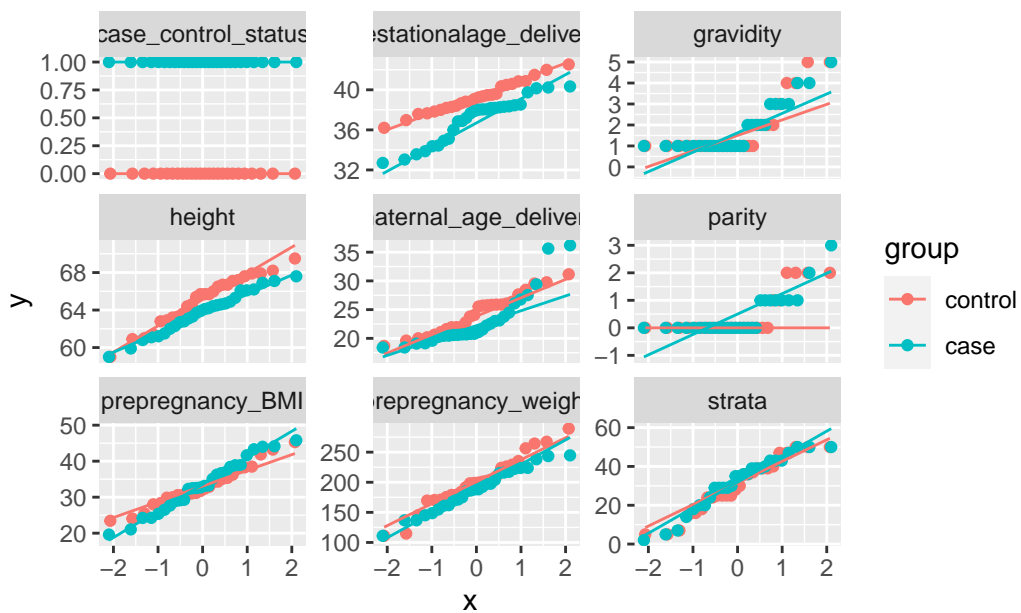 case_control_status
estationalage_delive
gravidity
1.00
0.75
0.50
0.25
0.00
40
36
32
5
4
3
2
1
0
height
aternal_age_deliver
parity
68
64
60
35
30
25
20
3
2
1
0
−1
prepregnancy_BMI
prepregnancy_weigh
strata
50
40
30
20
250
200
150
100
60
40
20
0
−2 −1 0 1 2 −2 −1 0 1 2 −2 −1 0 1 2
x
y
group
control
case